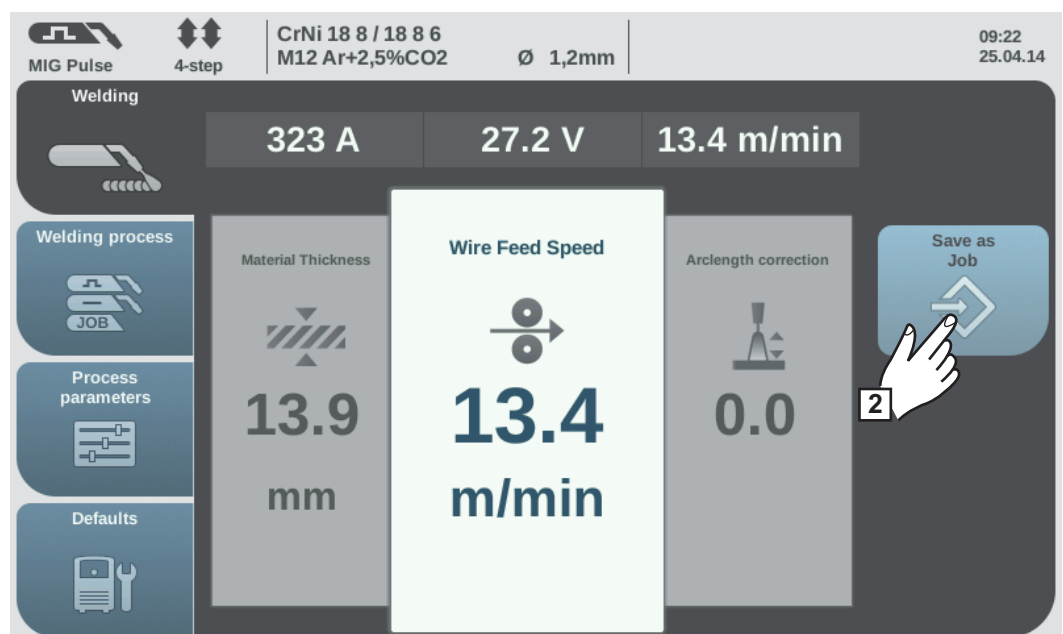 MIG Pulse
4-step
CrNi 18 8 / 18 8 6
M12 Ar+2,5%CO2 Ø 1,2mm
09:22
25.04.14
Welding
323 A
27.2 V
13.4 m/min
Welding process
JOB
Process
parameters
Defaults
Material Thickness
13.9
mm
Wire Feed Speed
13.4
m/min
Arclength correction
0.0
Save as
Job
2